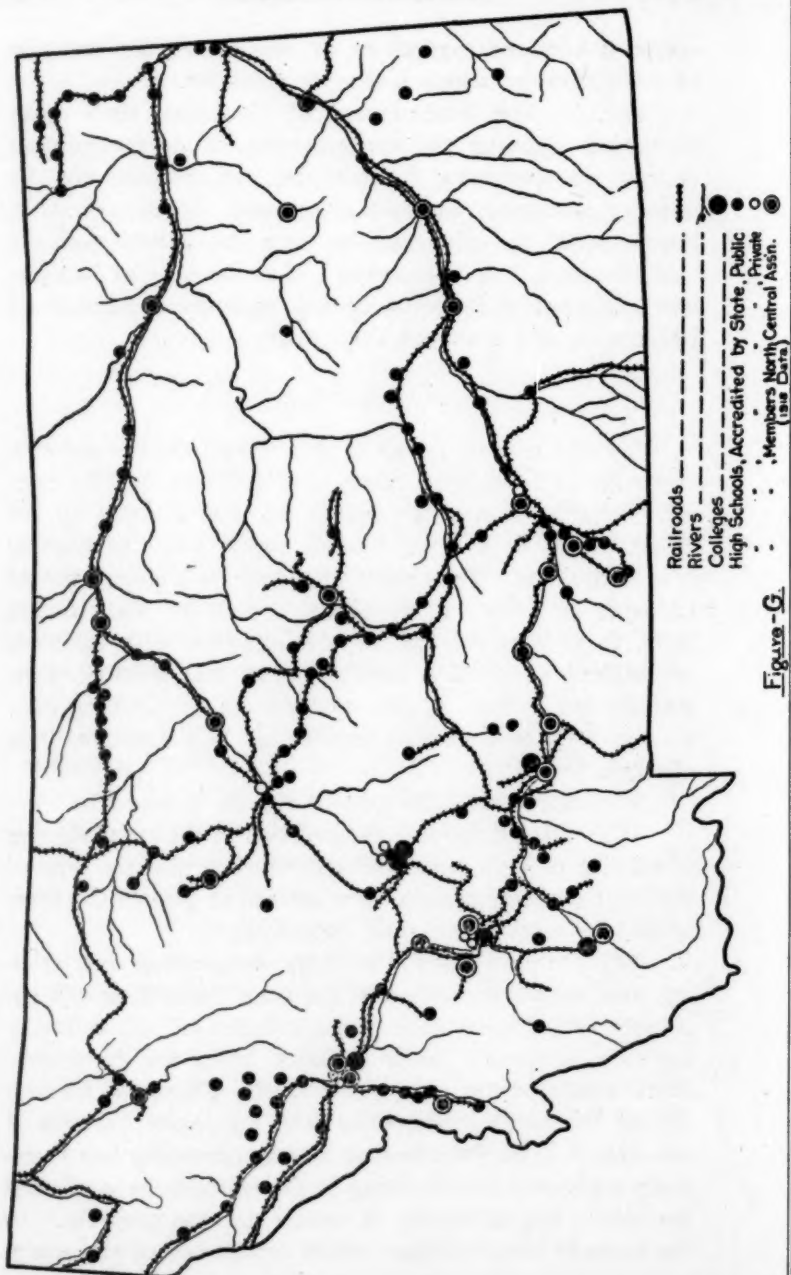 Railroads
Rivers
Colleges
High Schools, Accredited by State, Public
" " " " , Private
" " , Members North Central Assn.
(1918 Data)
Figure-G.